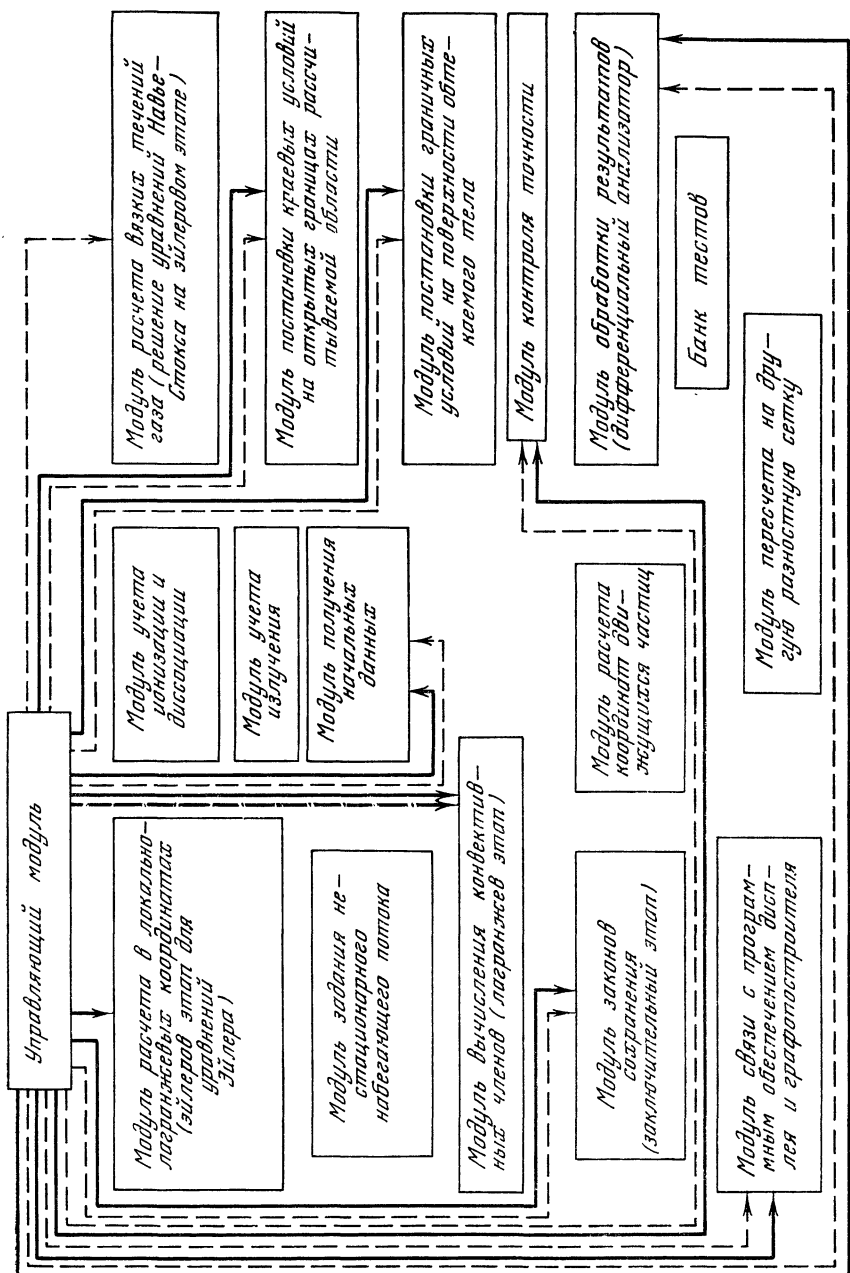 Управляющий модуль
Модуль расчета в локально-
лагранжевых координатах
(эйлеров этап для
уравнений
Эйлера)
Модуль учета
ионизации и
диссоциации
Модуль расчета вязких течений
газа (решение уравнений Навье-
Стокса на эйлеровом этапе)
Модуль учета
излучения
Модуль постановки краевых условий
на открытых границах рассчи-
тываемой области
Модуль задания не-
стационарного
набегающего потока
Модуль получения
начальных
данных
Модуль постановки граничных
условий на поверхности обте-
каемого тела
Модуль вычисления конвектив-
ных членов (лагранжев этап)
Модуль контроля точности
Модуль законов
сохранения
(заключительный этап)
Модуль расчета
координат дви-
жущихся частиц
Модуль обработки результатов
(дифференциальный анализатор)
Банк тестов
Модуль связи с програм-
мным обеспечением дисп-
лея и графопостроителя
Модуль пересчета на дру-
гую разностную сетку